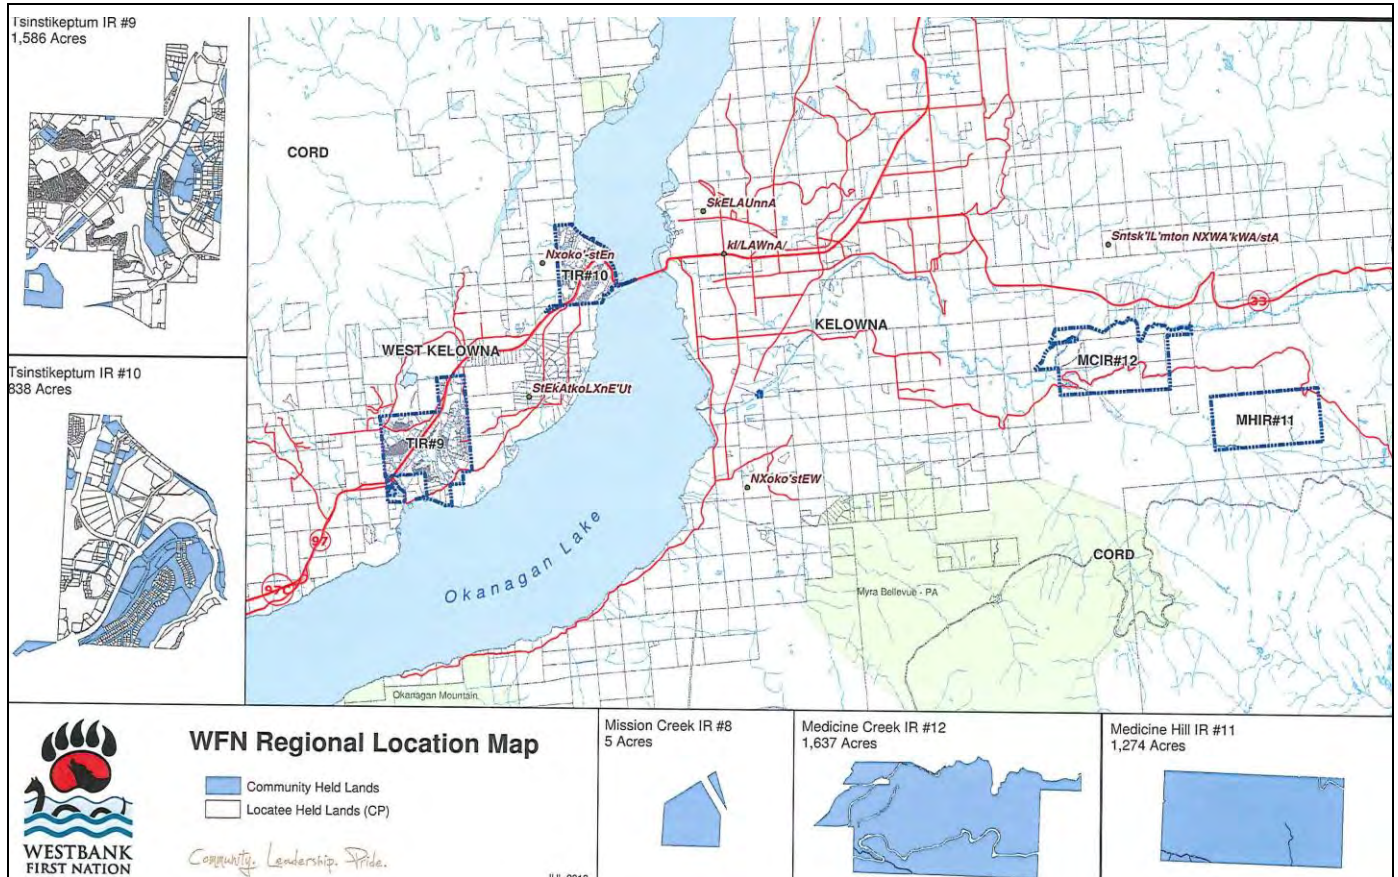 Tsinstikeptum IR #9
1,586 Acres
Tsinstikeptum IR #10
838 Acres
CORD
SkELAUnnA
kI/LAWnA/
Sntsk'IL'mton NXWA'kWA/stA
Nxoko'-stEn
TIR#10
33
KELOWNA
WEST KELOWNA
MCIR#12
StEkAtkoLXnE'Ut
MHIR#11
TIR#9
NXoko'stEW
97
97C
Okanagan Lake
CORD
Myra Bellevue - PA
Okanagan Mountain
WFN Regional Location Map
Community Held Lands
Locatee Held Lands (CP)
Community. Leadership. Pride.
WESTBANK
FIRST NATION
Mission Creek IR #8
5 Acres
Medicine Creek IR #12
1,637 Acres
Medicine Hill IR #11
1,274 Acres